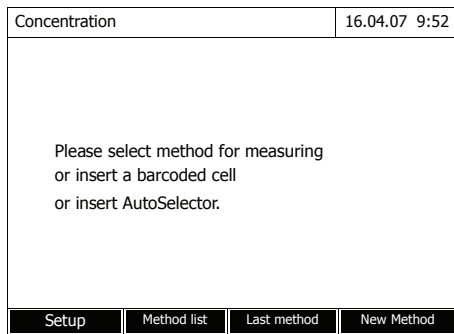 Concentration 16.04.07 9:52
Please select method for measuring
or insert a barcoded cell
or insert AutoSelector.
Setup Method list Last method New Method